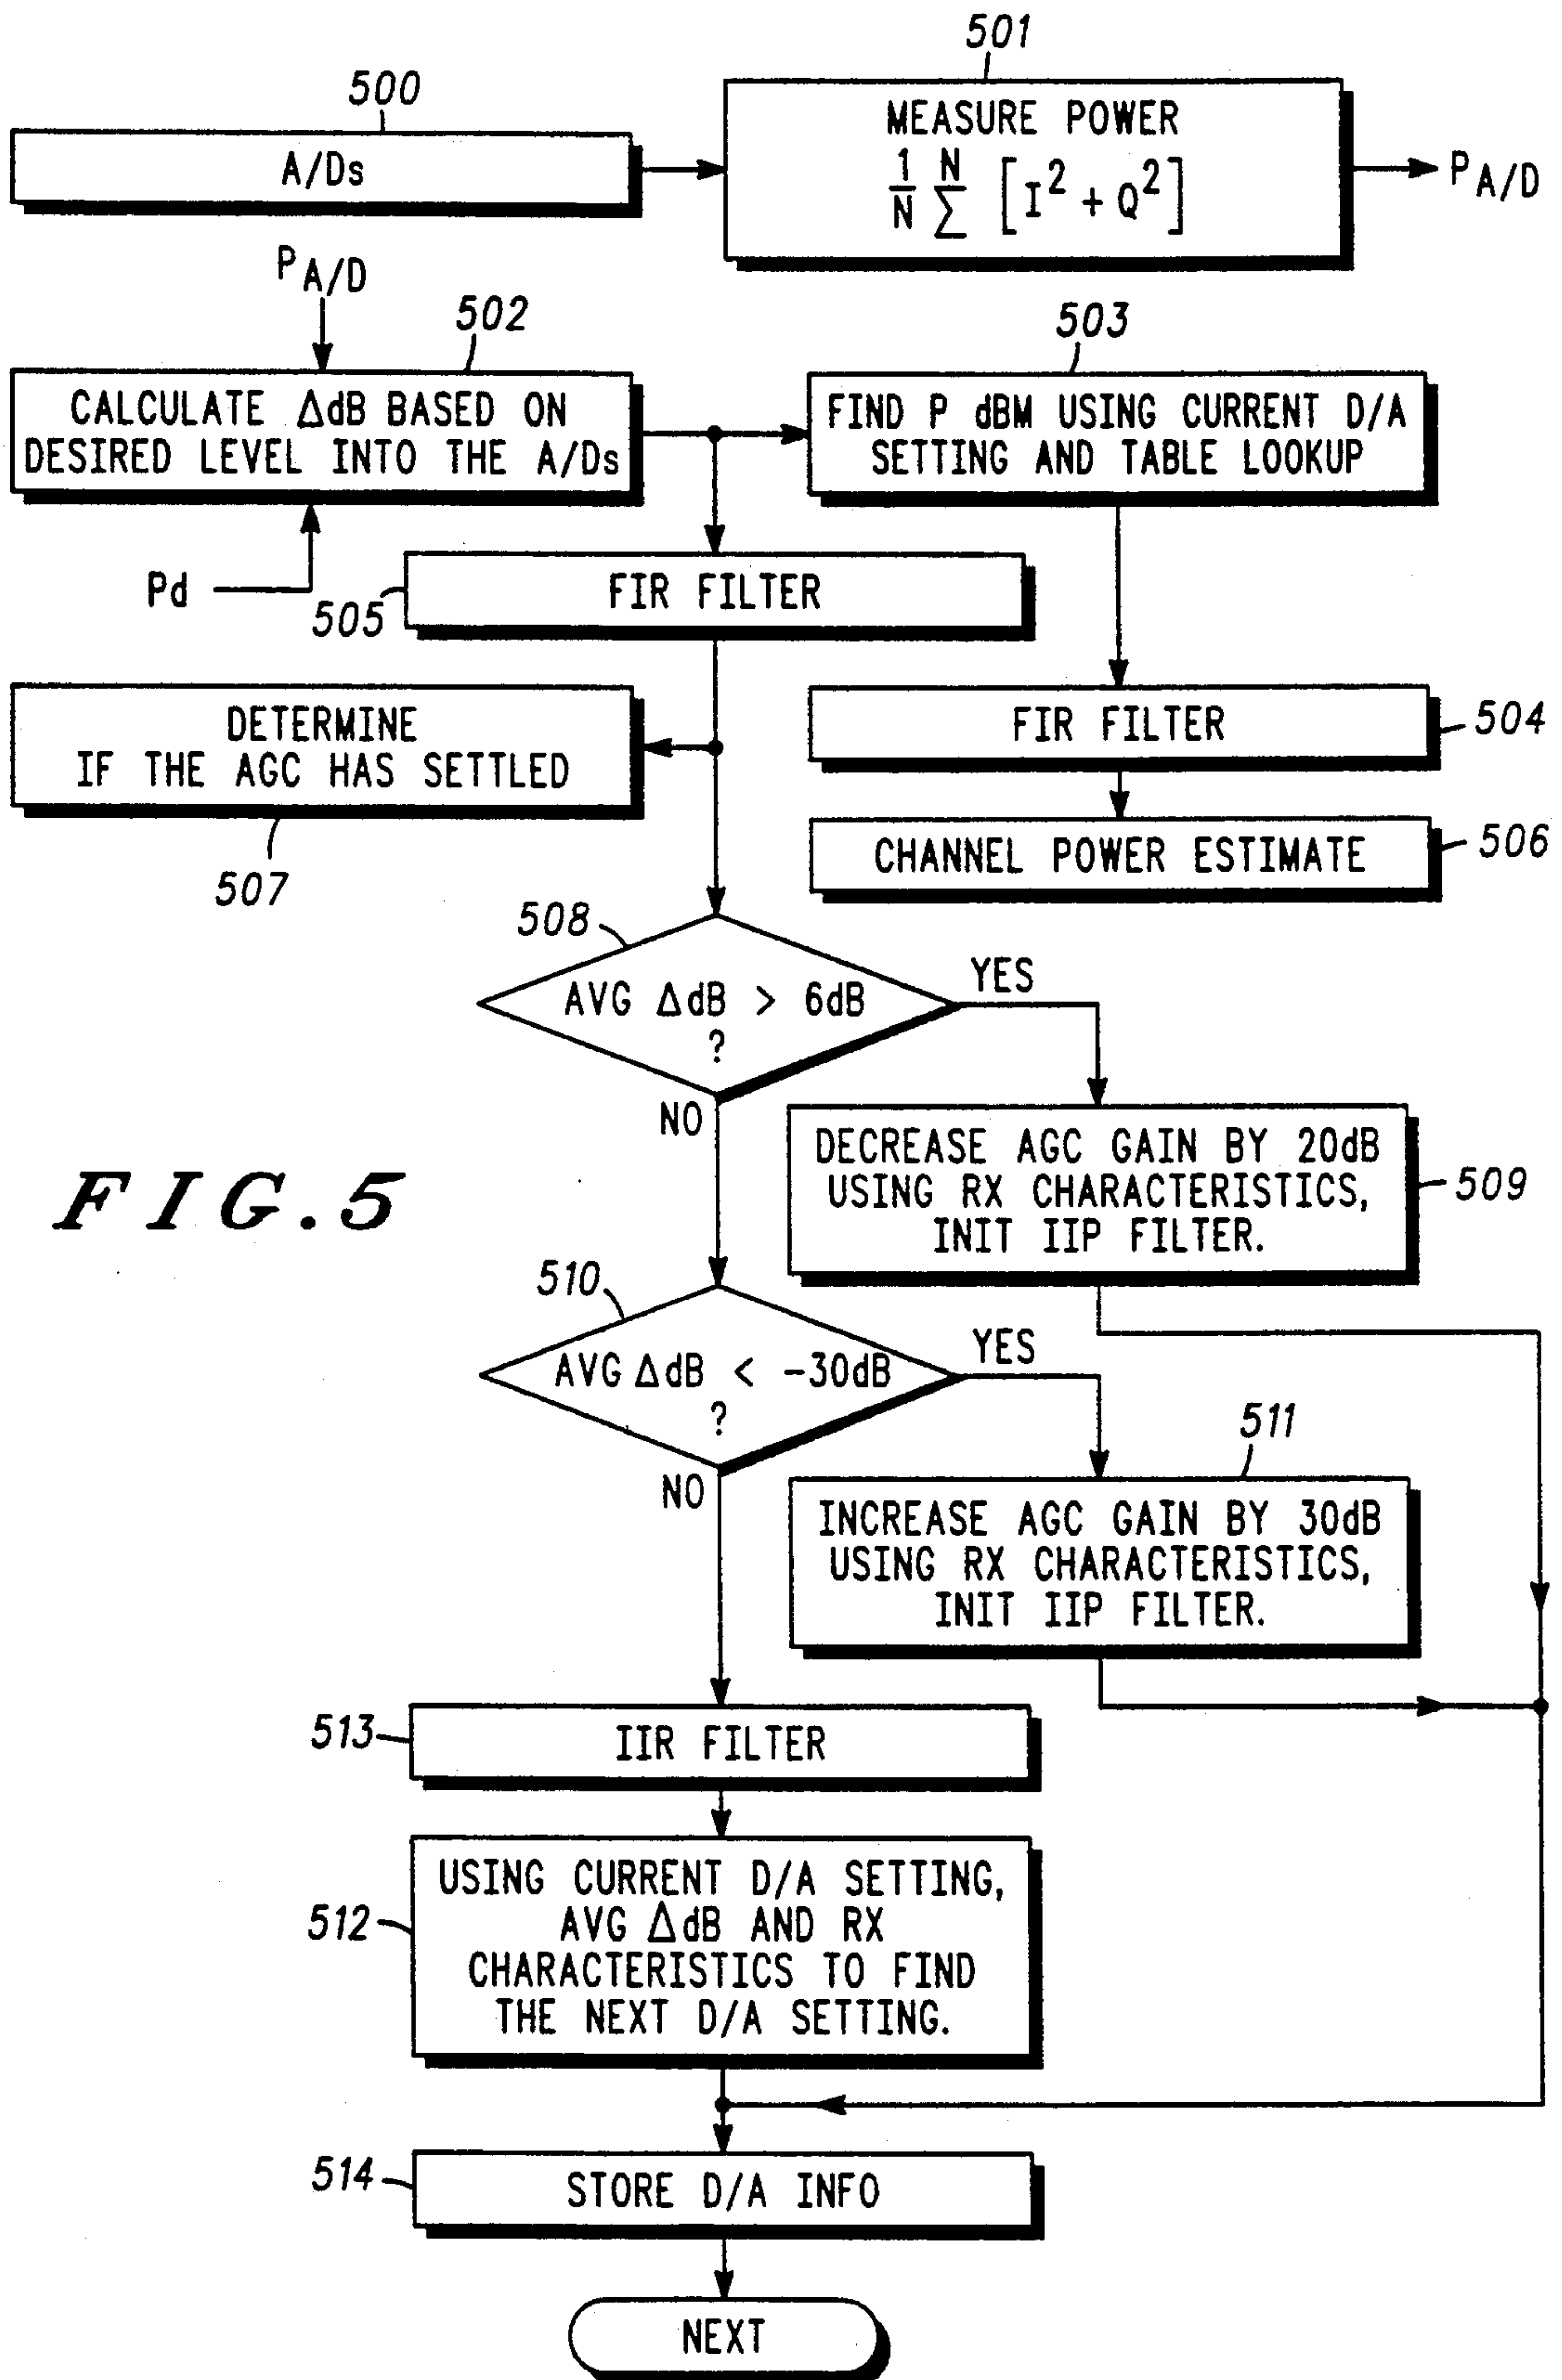 501
500
MEASURE POWER
A/Ds
1/N N∑ [I² + Q²]
P A/D
P A/D
502
503
CALCULATE ΔdB BASED ON
DESIRED LEVEL INTO THE A/Ds
FIND P dBM USING CURRENT D/A
SETTING AND TABLE LOOKUP
Pd
505
FIR FILTER
DETERMINE
IF THE AGC HAS SETTLED
507
FIR FILTER
504
CHANNEL POWER ESTIMATE
506
508
AVG ΔdB > 6dB
?
YES
NO
DECREASE AGC GAIN BY 20dB
USING RX CHARACTERISTICS,
INIT IIP FILTER.
509
FIG.5
510
AVG ΔdB < -30dB
?
YES
NO
511
INCREASE AGC GAIN BY 30dB
USING RX CHARACTERISTICS,
INIT IIP FILTER.
513
IIR FILTER
512
USING CURRENT D/A SETTING,
AVG ΔdB AND RX
CHARACTERISTICS TO FIND
THE NEXT D/A SETTING.
514
STORE D/A INFO
NEXT